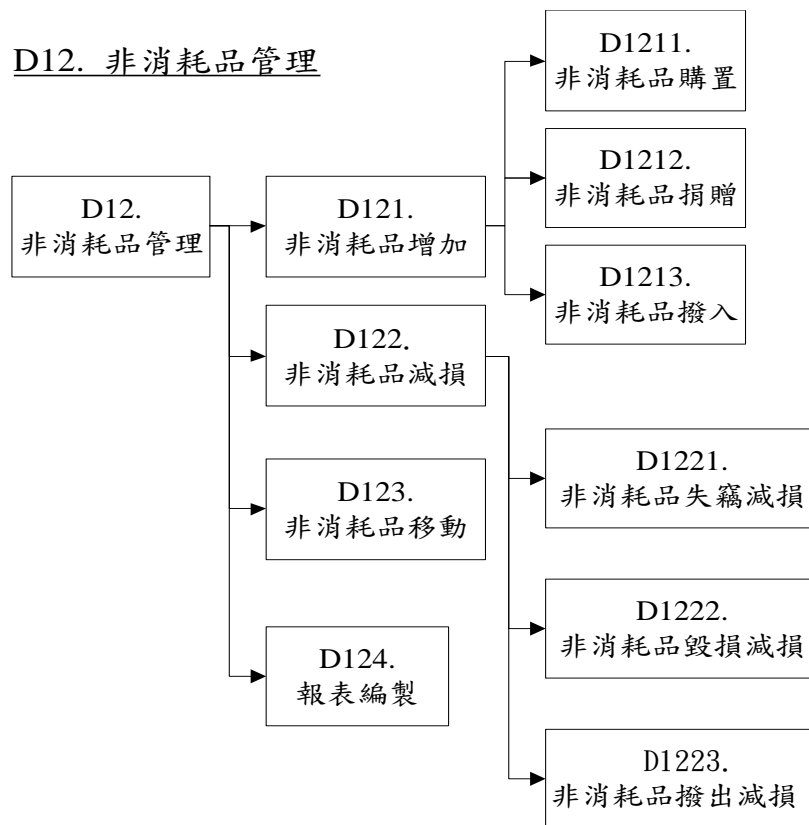 D12. 非消耗品管理
D12.
非消耗品管理
D121.
非消耗品增加
D1211.
非消耗品購置
D1212.
非消耗品捐贈
D1213.
非消耗品撥入
D122.
非消耗品減損
D1221.
非消耗品失竊減損
D1222.
非消耗品毀損減損
D1223.
非消耗品撥出減損
D123.
非消耗品移動
D124.
報表編製